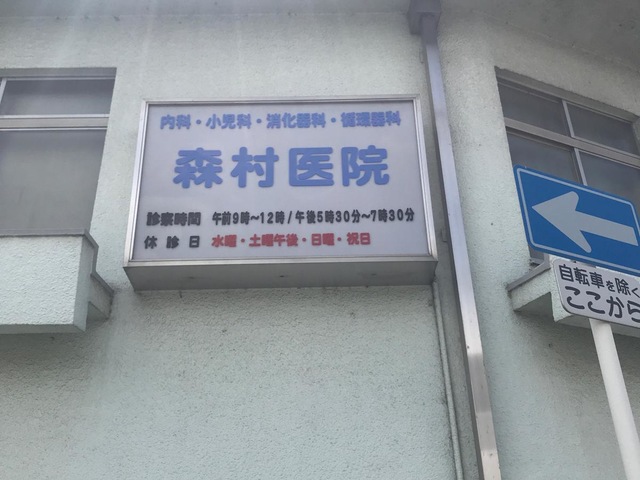 内科・小児科・消化器科・循環器科
森村医院
診察時間 午前9時～12時/午後5時30分～7時30分
休診日 水曜・土曜午後・日曜・祝日
自転車を除く
ここから